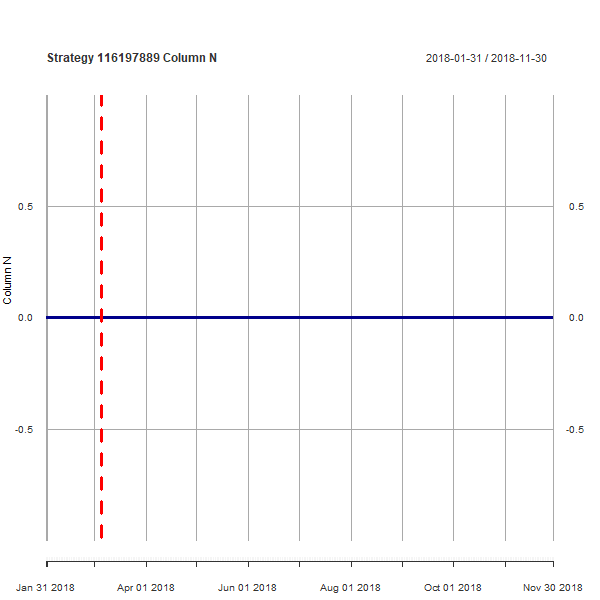 Strategy 116197889 Column N
2018-01-31 / 2018-11-30
0.5
0.5
Column N
0.0
0.0
-0.5
-0.5
Jan 31 2018
Apr 01 2018
Jun 01 2018
Aug 01 2018
Oct 01 2018
Nov 30 2018